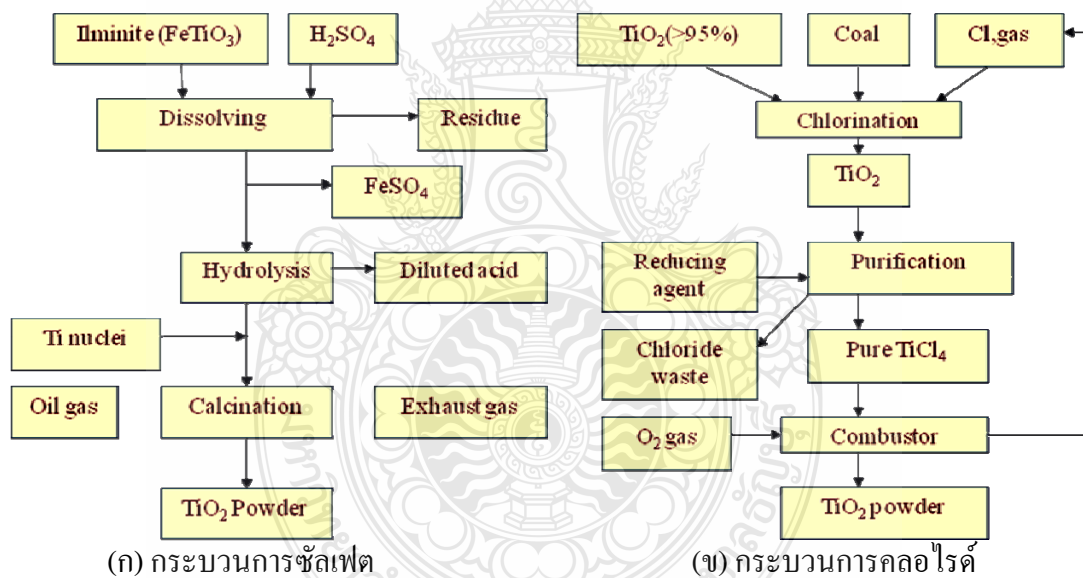 Ilminite (FeTiO₃)
H₂SO₄
Dissolving
Residue
FeSO₄
Hydrolysis
Diluted acid
Ti nuclei
Oil gas
Calcination
Exhaust gas
TiO₂ Powder
(ก) กระบวนการซัลเฟต
TiO₂(>95%)
Coal
Cl,gas
Chlorination
TiO₂
Reducing
agent
Purification
Chloride
waste
Pure TiCl₄
O₂ gas
Combustor
TiO₂ powder
(ข) กระบวนการคลอไรด์